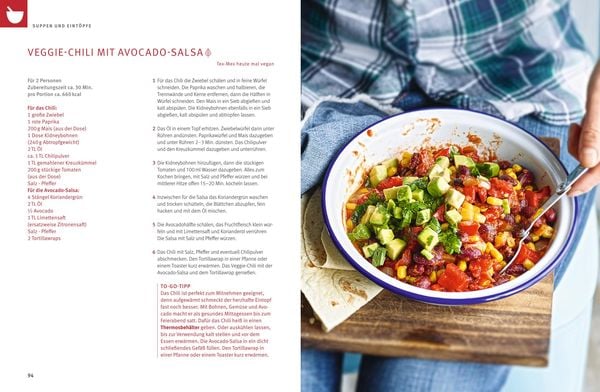 SUPPEN UND EINTÖPFE
VEGGIE-CHILI MIT AVOCADO-SALSA
Tex-Mex heute mal vegan
Für 2 Personen
Zubereitungszeit ca. 30 Min.
pro Portion ca. 660 kcal
Für das Chili:
1 große Zwiebel
1 rote Paprika
200 g Mais (aus der Dose)
1 Dose Kidneybohnen
(240 g Abtropfgewicht)
2 TL Öl
ca. 1 TL Chilipulver
1 TL gemahlener Kreuzkümmel
200 g stückige Tomaten
(aus der Dose)
Salz · Pfeffer
Für die Avocado-Salsa:
4 Stängel Koriandergrün
2 TL Öl
½ Avocado
1 TL Limettensaft
(ersatzweise Zitronensaft)
Salz · Pfeffer
3 Tortillawraps
1 Für das Chili die Zwiebel schälen und in feine Würfel
schneiden. Die Paprika waschen und halbieren, die
Trennwände und Kerne entfernen, dann die Hälften in
Würfel schneiden. Den Mais in ein Sieb abgießen und
kalt abspülen. Die Kidneybohnen ebenfalls in ein Sieb
abgießen, kalt abspülen und abtropfen lassen.
2 Das Öl in einem Topf erhitzen. Zwiebelwürfel darin unter
Rühren andünsten. Paprikawürfel und Mais dazugeben
und unter Rühren 2–3 Min. dünsten. Das Chilipulver
und den Kreuzkümmel dazugeben und unterrühren.
3 Die Kidneybohnen hinzufügen, dann die stückigen
Tomaten und 100 ml Wasser dazugeben. Alles zum
Kochen bringen, mit Salz und Pfeffer würzen und bei
mittlerer Hitze offen 15–20 Min. köcheln lassen.
4 Inzwischen für die Salsa das Koriandergrün waschen
und trocken schütteln, die Blättchen abzupfen, fein
hacken und mit dem Öl mischen.
5 Die Avocadohälfte schälen, das Fruchtfleisch klein wür-
feln und mit Limettensaft und Korianderöl verrühren.
Die Salsa mit Salz und Pfeffer würzen.
6 Das Chili mit Salz, Pfeffer und eventuell Chilipulver
abschmecken. Den Tortillawrap in einer Pfanne oder
einem Toaster kurz erwärmen. Das Veggie-Chili mit der
Avocado-Salsa und dem Tortillawrap genießen.
TO-GO-TIPP
Das Chili ist perfekt zum Mitnehmen geeignet,
denn aufgewärmt schmeckt der herzhafte Eintopf
fast noch besser: Mit Bohnen, Gemüse und Avo-
cado macht er als gesundes Mittagessen bis zum
Feierabend satt. Dafür das Chili heiß in einen
Thermosbehälter geben. Oder auskühlen lassen,
bis zur Verwendung kalt stellen und vor dem
Essen erwärmen. Die Avocado-Salsa in ein dicht
schließendes Gefäß füllen. Den Tortillawrap in
einer Pfanne oder einem Toaster kurz erwärmen.
94